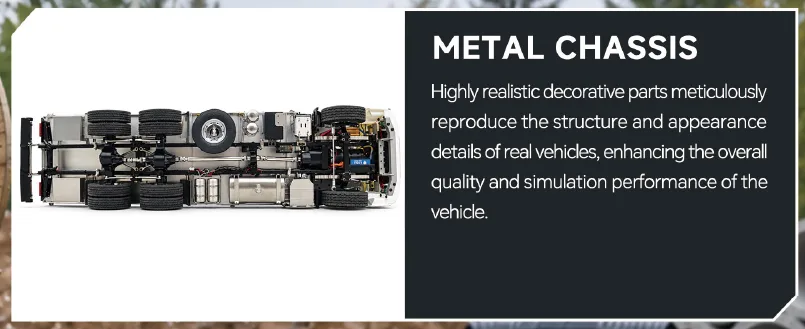 METAL CHASSIS
Highly realistic decorative parts meticulously
reproduce the structure and appearance
details of real vehicles, enhancing the overall
quality and simulation performance of the
vehicle.